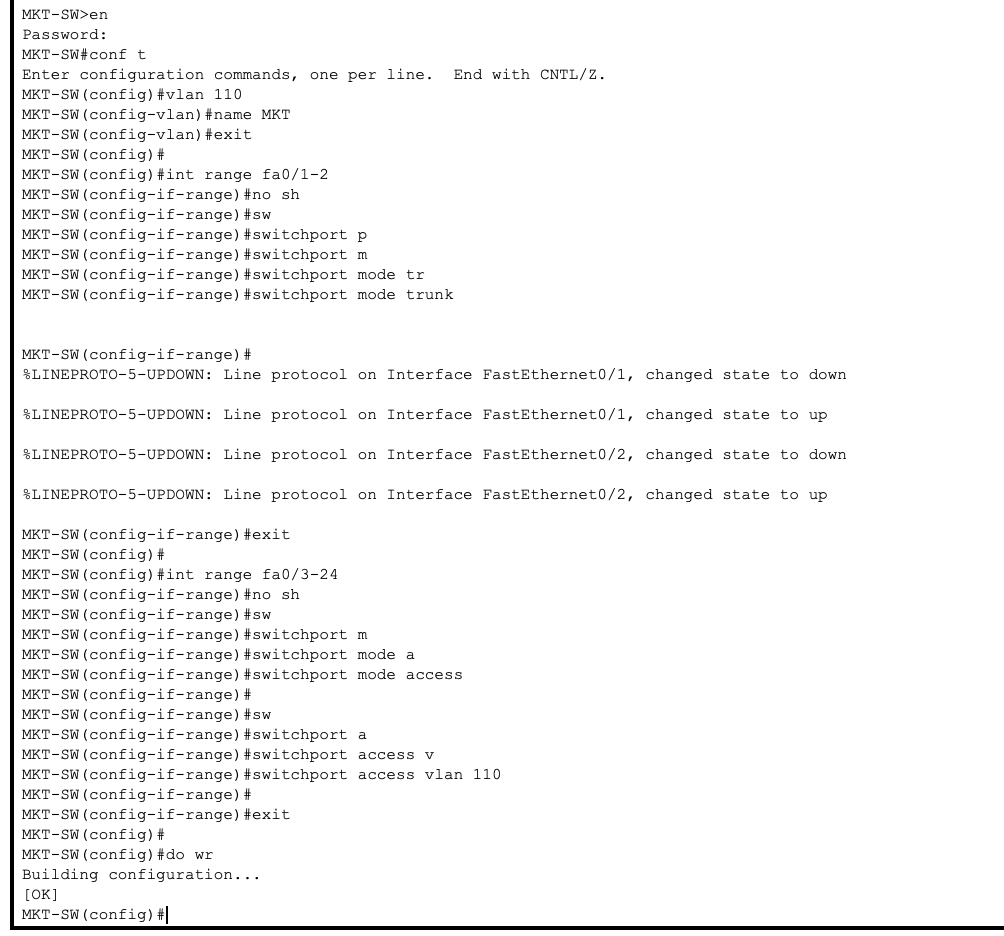 MKT-SW>en
Password:
MKT-SW#conf t
Enter configuration commands, one per line.  End with CNTL/Z.
MKT-SW(config)#vlan 110
MKT-SW(config-vlan)#name MKT
MKT-SW(config-vlan)#exit
MKT-SW(config)#
MKT-SW(config)#int range fa0/1-2
MKT-SW(config-if-range)#no sh
MKT-SW(config-if-range)#sw
MKT-SW(config-if-range)#switchport p
MKT-SW(config-if-range)#switchport m
MKT-SW(config-if-range)#switchport mode tr
MKT-SW(config-if-range)#switchport mode trunk
MKT-SW(config-if-range)#
%LINEPROTO-5-UPDOWN: Line protocol on Interface FastEthernet0/1, changed state to down
%LINEPROTO-5-UPDOWN: Line protocol on Interface FastEthernet0/1, changed state to up
%LINEPROTO-5-UPDOWN: Line protocol on Interface FastEthernet0/2, changed state to down
%LINEPROTO-5-UPDOWN: Line protocol on Interface FastEthernet0/2, changed state to up
MKT-SW(config-if-range)#exit
MKT-SW(config)#
MKT-SW(config)#int range fa0/3-24
MKT-SW(config-if-range)#no sh
MKT-SW(config-if-range)#sw
MKT-SW(config-if-range)#switchport m
MKT-SW(config-if-range)#switchport mode a
MKT-SW(config-if-range)#switchport mode access
MKT-SW(config-if-range)#
MKT-SW(config-if-range)#sw
MKT-SW(config-if-range)#switchport a
MKT-SW(config-if-range)#switchport access v
MKT-SW(config-if-range)#switchport access vlan 110
MKT-SW(config-if-range)#
MKT-SW(config-if-range)#exit
MKT-SW(config)#
MKT-SW(config)#do wr
Building configuration...
[OK]
MKT-SW(config)#